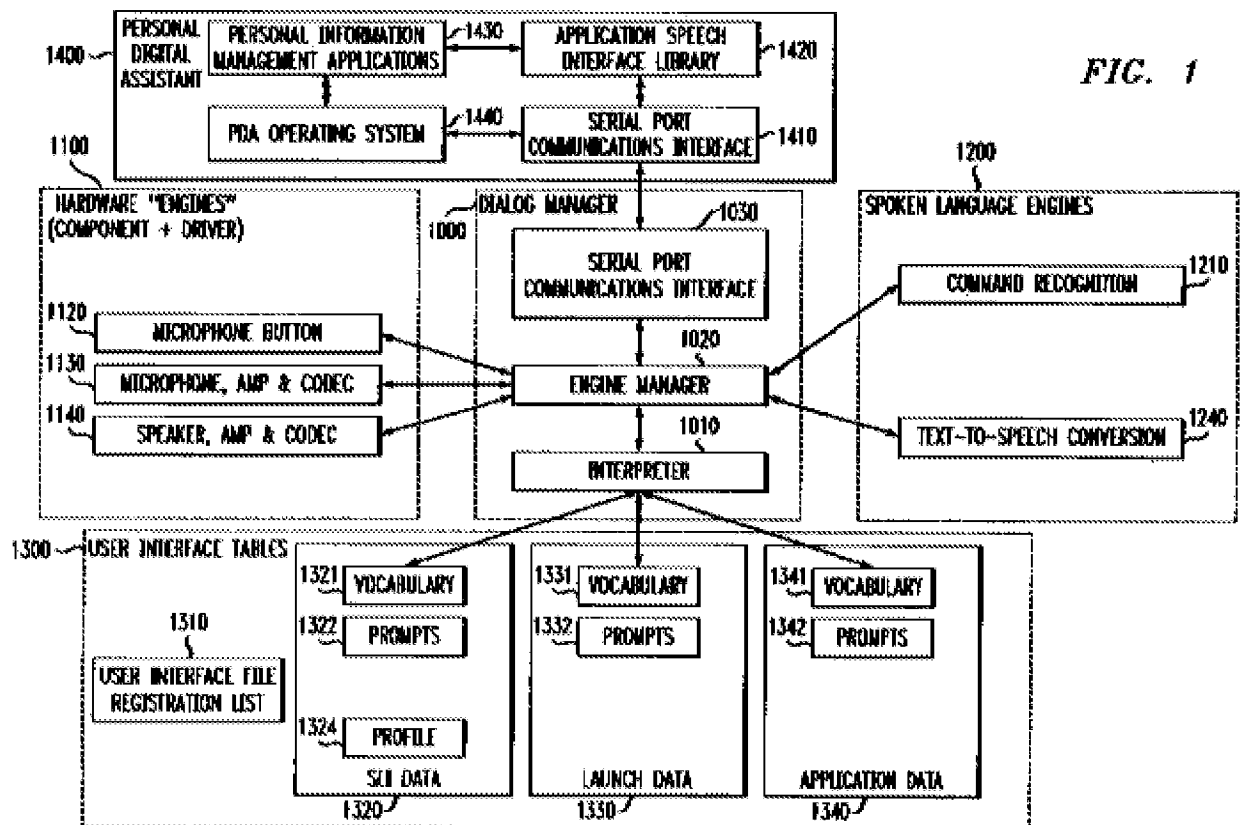 FIG. 1
1400
PERSONAL
DIGITAL
ASSISTANT
PERSONAL INFORMATION
MANAGEMENT APPLICATIONS
1430
APPLICATION SPEECH
INTERFACE LIBRARY
1420
PDA OPERATING SYSTEM
1440
SERIAL PORT
COMMUNICATIONS INTERFACE
1410
1100
HARDWARE "ENGINES"
(COMPONENT + DRIVER)
1120
MICROPHONE BUTTON
1130
MICROPHONE, AMP & CODEC
1140
SPEAKER, AMP & CODEC
1000
DIALOG MANAGER
1030
SERIAL PORT
COMMUNICATIONS INTERFACE
1020
ENGINE MANAGER
1010
INTERPRETER
1200
SPOKEN LANGUAGE ENGINES
COMMAND RECOGNITION
1210
TEXT-TO-SPEECH CONVERSION
1240
1300
USER INTERFACE TABLES
1310
USER INTERFACE FILE
REGISTRATION LIST
1321
VOCABULARY
1322
PROMPTS
1324
PROFILE
SUI DATA
1320
1331
VOCABULARY
1332
PROMPTS
LAUNCH DATA
1330
1341
VOCABULARY
1342
PROMPTS
APPLICATION DATA
1340